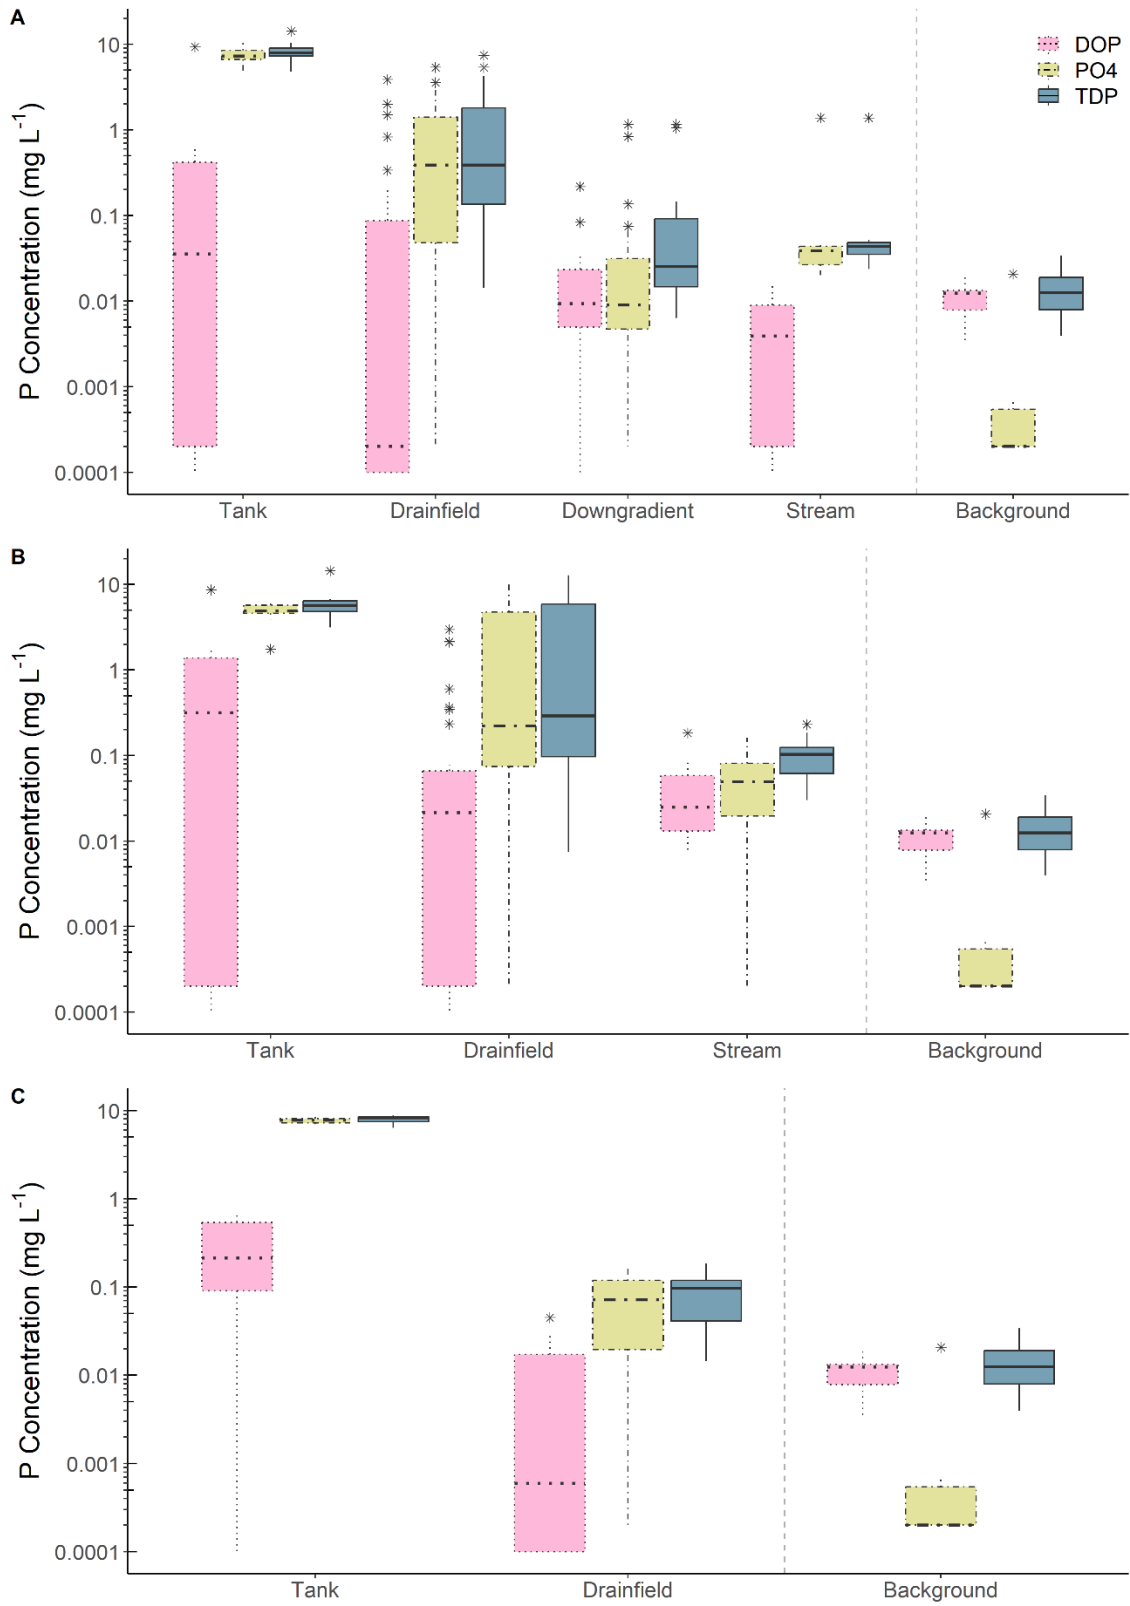 A
P Concentration (mg L⁻¹)
10
1
0.1
0.01
0.001
0.0001
DOP
PO4
TDP
Tank Drainfield Downgradient Stream Background
B
P Concentration (mg L⁻¹)
10
1
0.1
0.01
0.001
0.0001
Tank Drainfield Stream Background
C
P Concentration (mg L⁻¹)
10
1
0.1
0.01
0.001
0.0001
Tank Drainfield Background